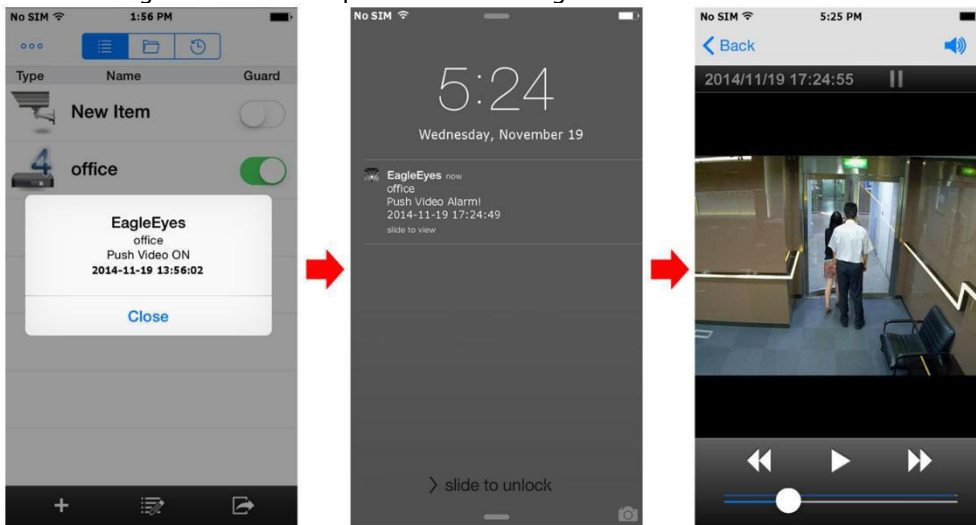 No SIM 1:56 PM
Type Name Guard
New Item
4 office
EagleEyes
office
Push Video ON
2014-11-19 13:56:02
Close
No SIM
5:24
Wednesday, November 19
EagleEyes now
office
Push Video Alarm!
2014-11-19 17:24:49
slide to view
> slide to unlock
No SIM 5:25 PM
Back
2014/11/19 17:24:55